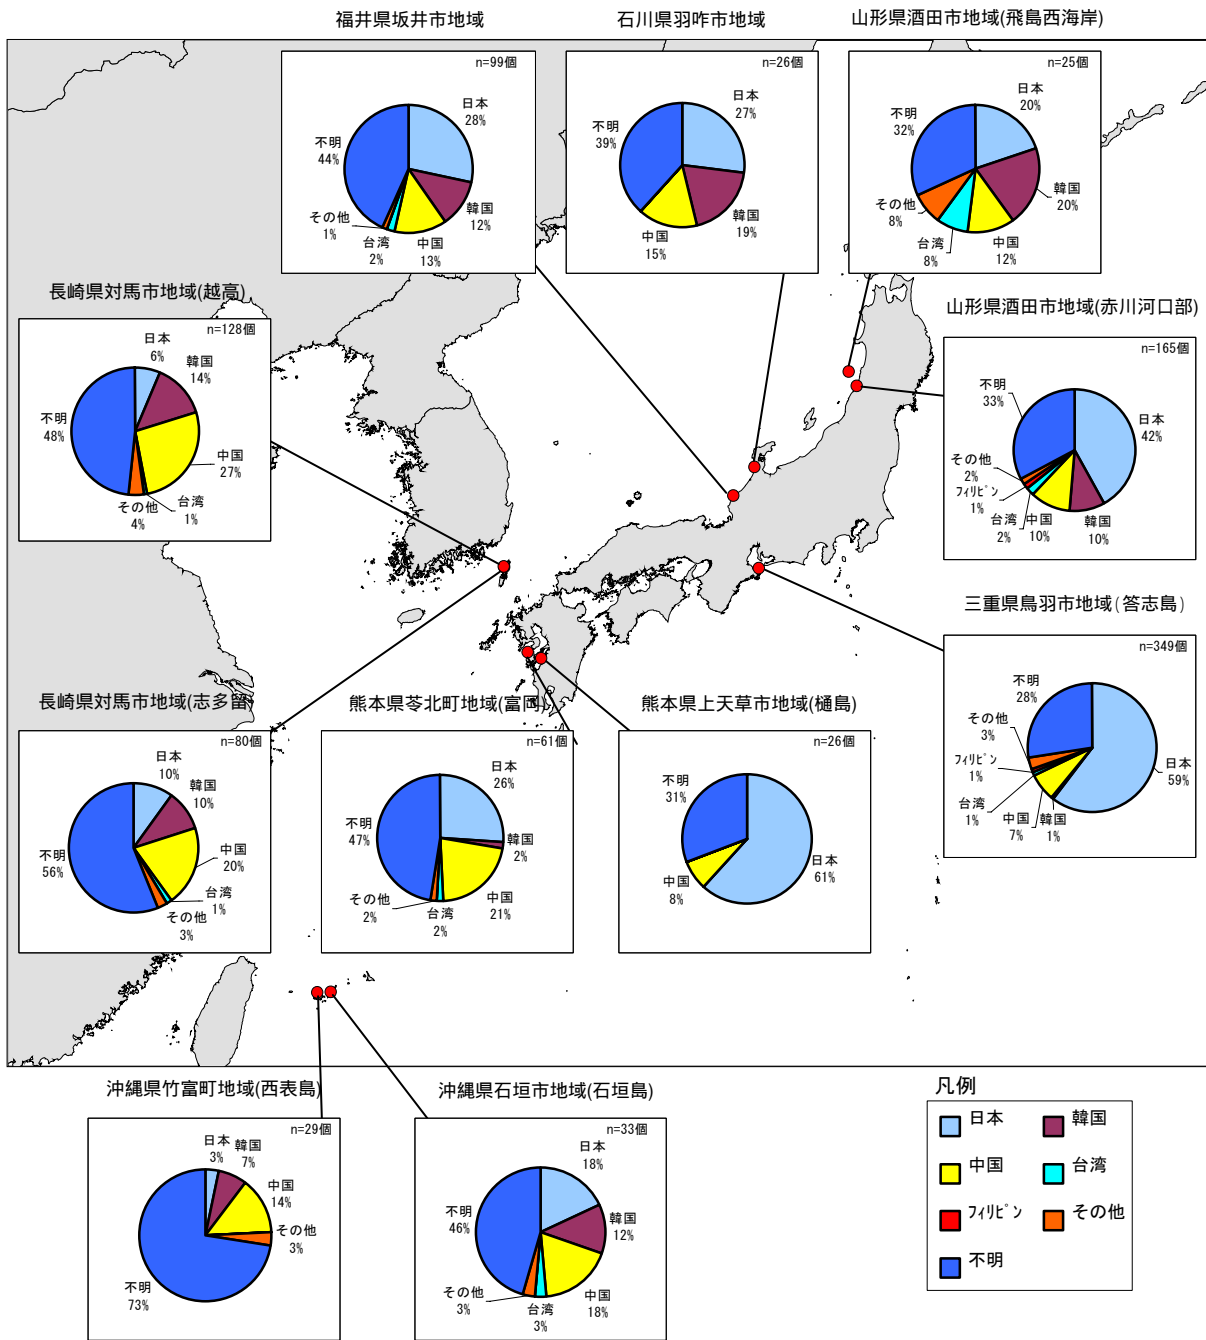 福井県坂井市地域
n=99個
日本
28%
韓国
12%
中国
13%
台湾
2%
その他
1%
不明
44%
石川県羽咋市地域
n=26個
日本
27%
韓国
19%
中国
15%
不明
39%
山形県酒田市地域(飛島西海岸)
n=25個
日本
20%
韓国
20%
中国
12%
台湾
8%
その他
8%
不明
32%
長崎県対馬市地域(越高)
n=128個
日本
6%
韓国
14%
中国
27%
台湾
1%
その他
4%
不明
48%
山形県酒田市地域(赤川河口部)
n=165個
日本
42%
韓国
10%
中国
10%
台湾
2%
フィリピン
1%
その他
2%
不明
33%
三重県鳥羽市地域(答志島)
n=349個
日本
59%
韓国
1%
中国
7%
台湾
1%
フィリピン
1%
その他
3%
不明
28%
長崎県対馬市地域(志多留)
n=80個
日本
10%
韓国
10%
中国
20%
台湾
1%
その他
3%
不明
56%
熊本県苓北町地域(富岡)
n=61個
日本
26%
韓国
2%
中国
21%
台湾
2%
その他
2%
不明
47%
熊本県上天草市地域(樋島)
n=26個
日本
61%
中国
8%
不明
31%
沖縄県竹富町地域(西表島)
n=29個
日本
3%
韓国
7%
中国
14%
その他
3%
不明
73%
沖縄県石垣市地域(石垣島)
n=33個
日本
18%
韓国
12%
中国
18%
台湾
3%
その他
3%
不明
46%
凡例
日本
韓国
中国
台湾
フィリピン
その他
不明